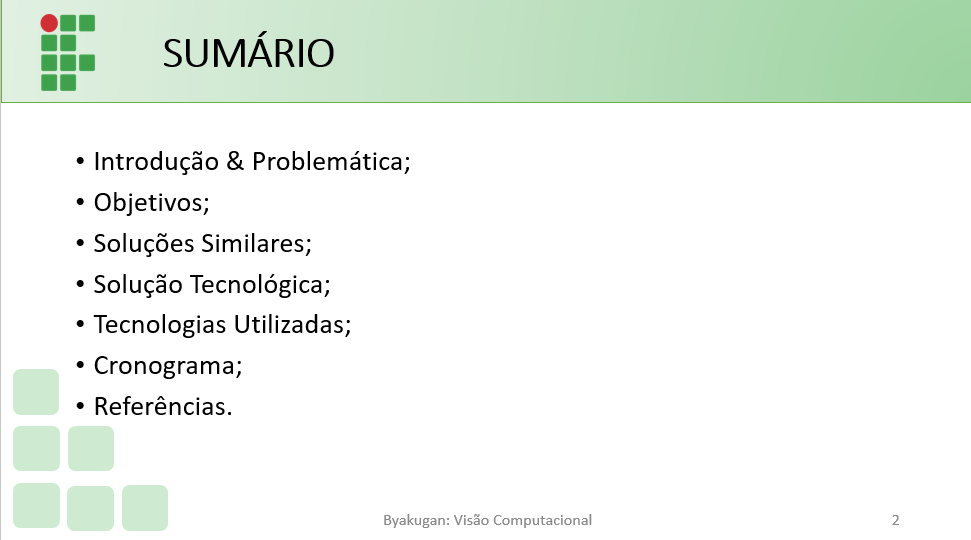 SUMÁRIO
• Introdução & Problemática;
• Objetivos;
• Soluções Similares;
• Solução Tecnológica;
• Tecnologias Utilizadas;
• Cronograma;
• Referências.
Byakugan: Visão Computacional
2